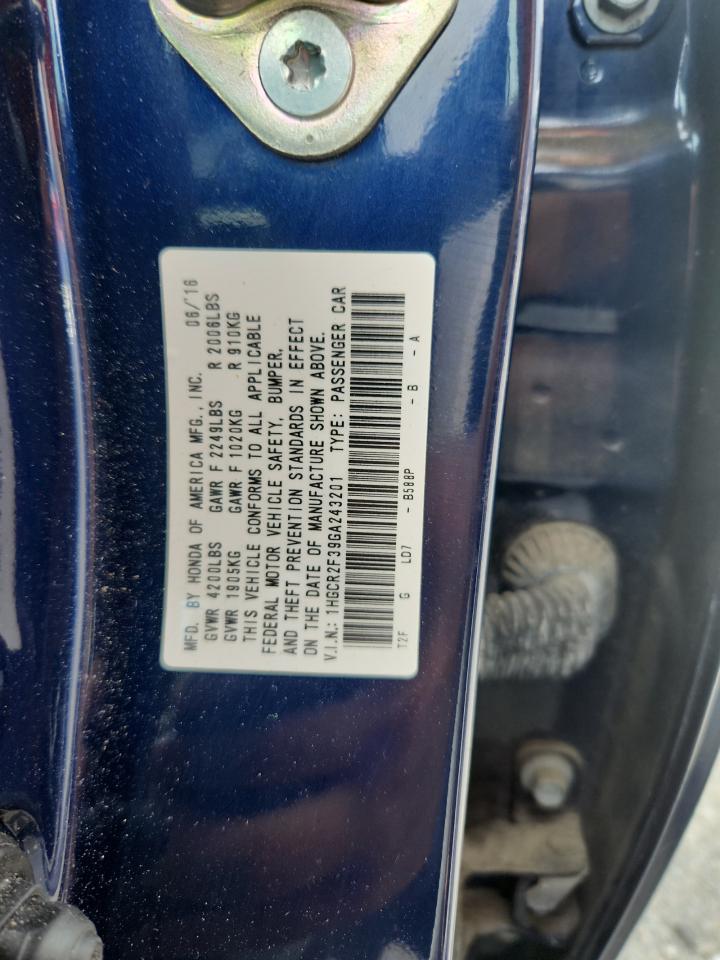 MFD. BY HONDA OF AMERICA MFG., INC. 06/'16
GVWR 4200LBS GAWR F 2249LBS R 2006LBS
GVWR 1905KG GAWR F 1020KG R 910KG
THIS VEHICLE CONFORMS TO ALL APPLICABLE
FEDERAL MOTOR VEHICLE SAFETY, BUMPER,
AND THEFT PREVENTION STANDARDS IN EFFECT
ON THE DATE OF MANUFACTURE SHOWN ABOVE.
V.I.N.: 1HGCR2F39GA243201 TYPE: PASSENGER CAR
T2F G LD7 - B588P - B - A